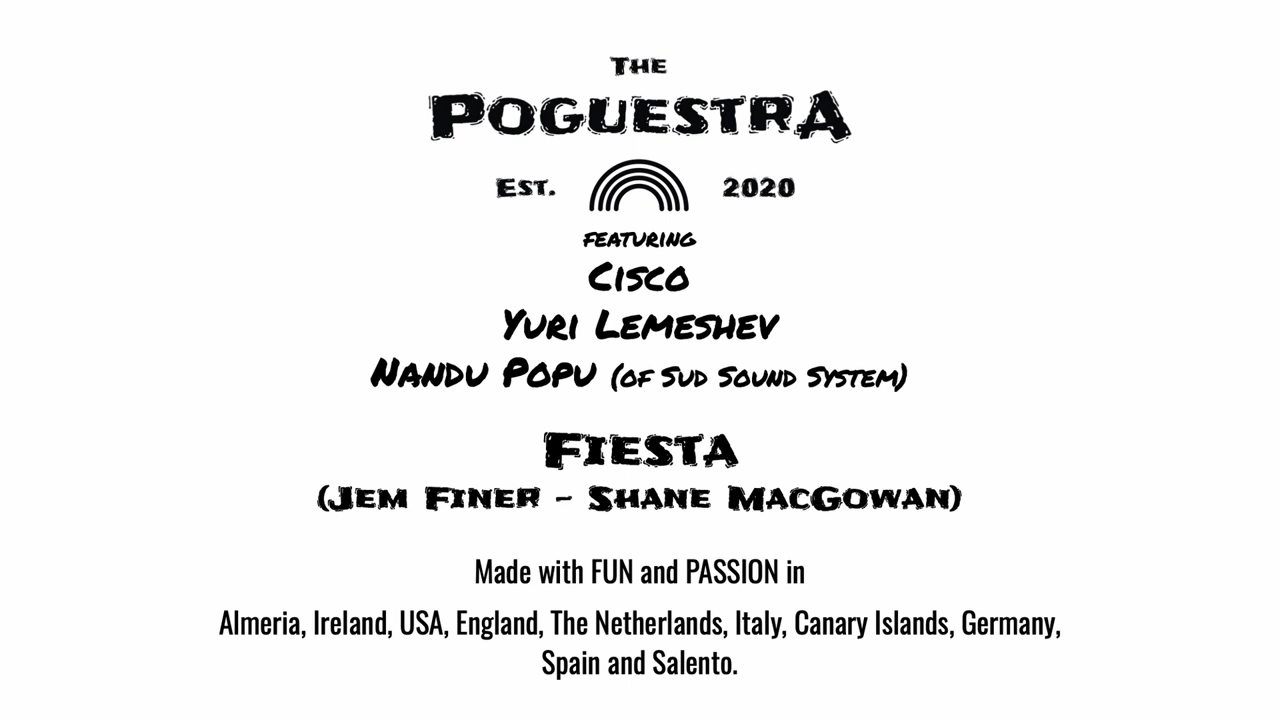 The
PoguestrA
Est. 2020
featuring
Cisco
Yuri Lemeshev
Nandu Popu (of Sud Sound System)
Fiesta
(Jem Finer - Shane MacGowan)
Made with FUN and PASSION in
Almeria, Ireland, USA, England, The Netherlands, Italy, Canary Islands, Germany,
Spain and Salento.